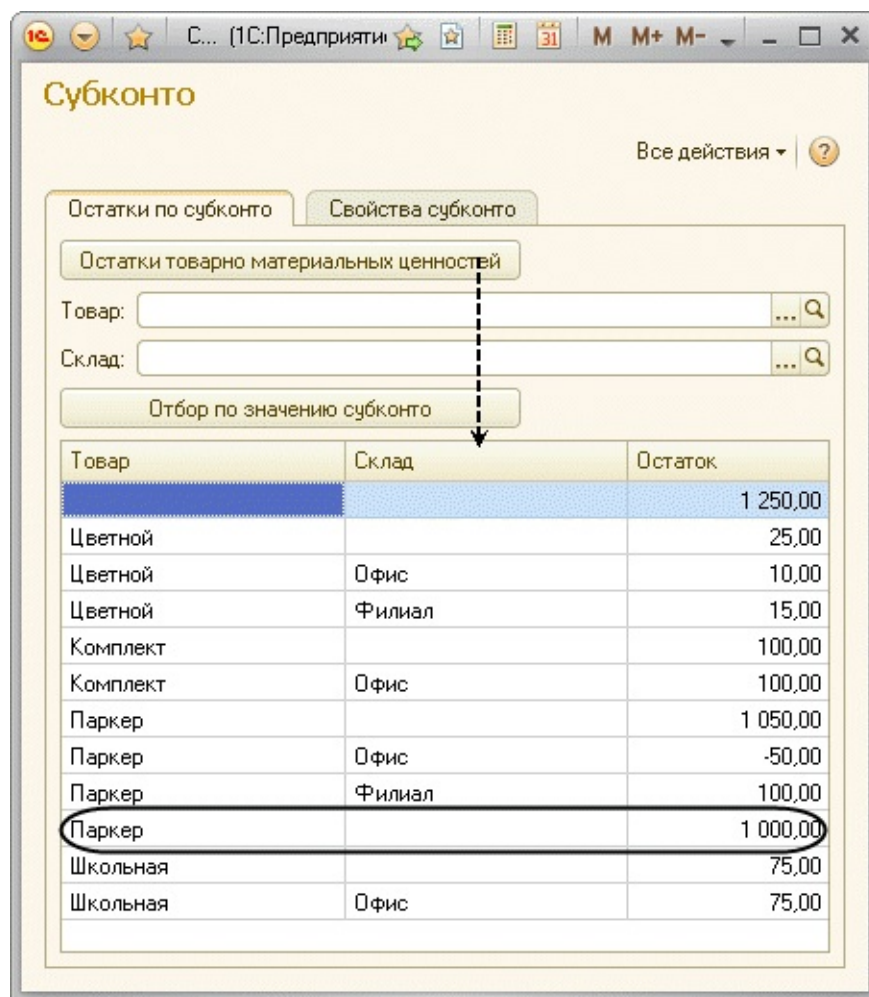 1С С... (1С:Предприяти 31 M M+ M-
Субконто
Все действия ?
Остатки по субконто Свойства субконто
Остатки товарно материальных ценностей
Товар: ...
Склад: ...
Отбор по значению субконто
Товар Склад Остаток
1 250,00
Цветной 25,00
Цветной Офис 10,00
Цветной Филиал 15,00
Комплект 100,00
Комплект Офис 100,00
Паркер 1 050,00
Паркер Офис -50,00
Паркер Филиал 100,00
Паркер 1 000,00
Школьная 75,00
Школьная Офис 75,00